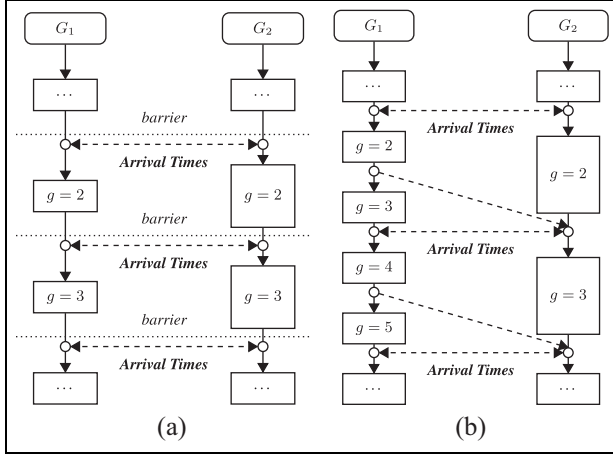 G₁ G₂
... ...
barrier
Arrival Times
g = 2 g = 2
barrier
Arrival Times
g = 3 g = 3
barrier
Arrival Times
... ...
(a)
G₁ G₂
... ...
Arrival Times
g = 2 g = 2
g = 3
Arrival Times
g = 4 g = 3
g = 5
Arrival Times
... ...
(b)